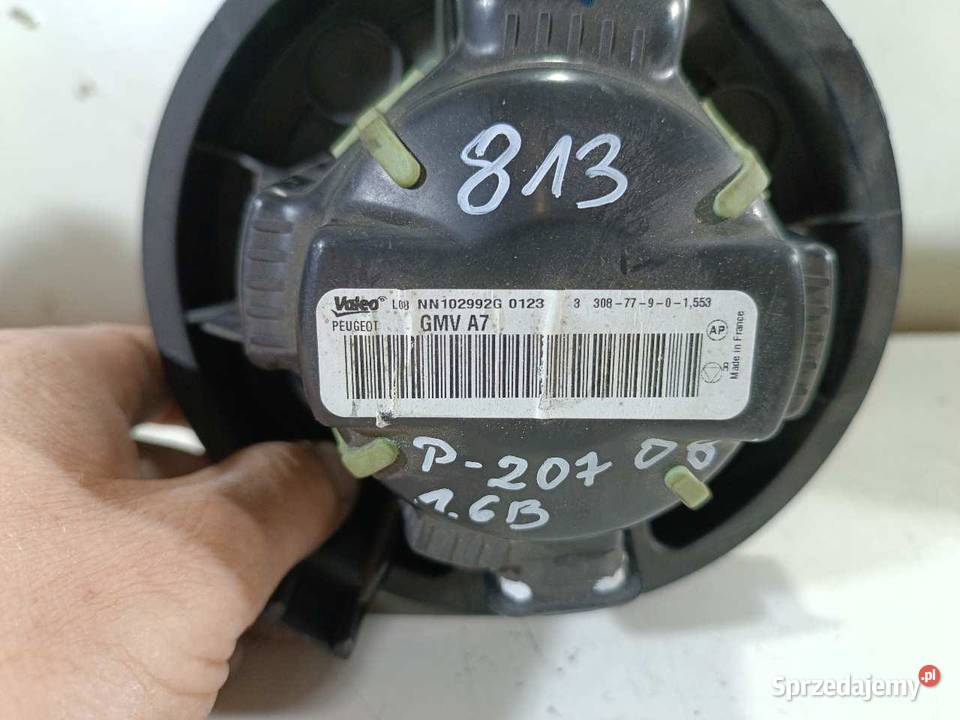 813
Valeo L08 NN102992G 0123 3 308-77-9-0-1,553
PEUGEOT GMV A7
AP
R
Made in France
P-207 06
1.6B
Sprzedajemy.pl